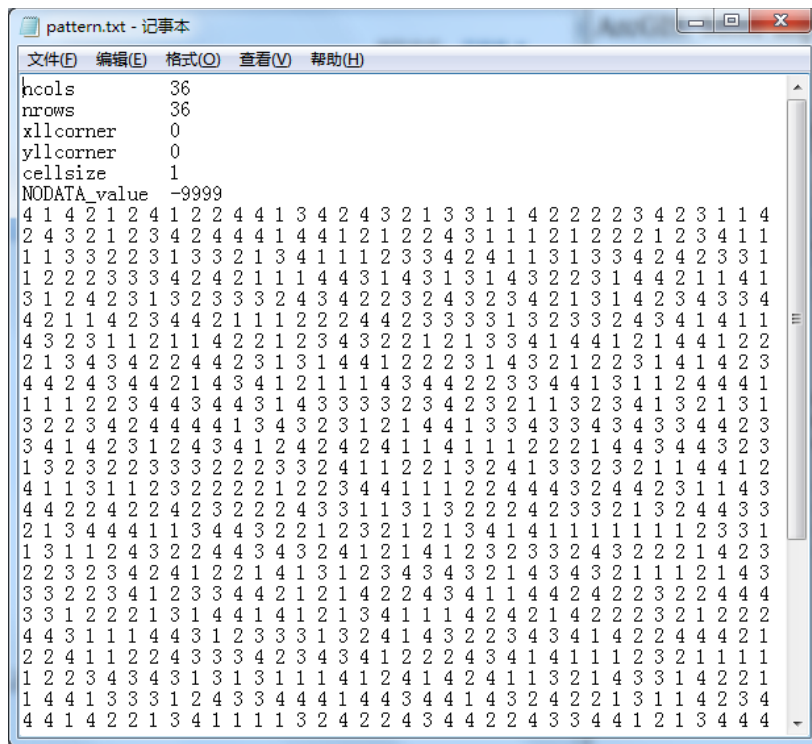 pattern.txt - 记事本
文件(F) 编辑(E) 格式(O) 查看(V) 帮助(H)
ncols 36
nrows 36
xllcorner 0
yllcorner 0
cellsize 1
NODATA_value -9999
4 1 4 2 1 2 4 1 2 2 4 4 1 3 4 2 4 3 2 1 3 3 1 1 4 2 2 2 2 3 4 2 3 1 1 4
2 4 3 2 1 2 3 4 2 4 4 4 1 4 4 1 2 1 2 2 4 3 1 1 1 2 1 2 2 2 1 2 3 4 1 1
1 1 3 3 2 2 3 1 3 3 2 1 3 4 1 1 1 2 3 3 4 2 4 1 1 3 1 3 3 4 2 4 2 3 3 1
1 2 2 2 3 3 3 4 2 4 2 1 1 1 4 4 3 1 4 3 1 3 1 4 3 2 2 3 1 4 4 2 1 1 4 1
3 1 2 4 2 3 1 3 2 3 3 3 2 4 3 4 2 2 3 2 4 3 2 3 4 2 1 3 1 4 2 3 4 3 3 4
4 2 1 1 4 2 3 4 4 2 1 1 1 2 2 2 4 4 2 3 3 3 3 1 3 2 3 3 2 4 3 4 1 4 1 1
4 3 2 3 1 1 2 1 1 4 2 2 1 2 3 4 3 2 2 1 2 1 3 3 4 1 4 4 1 2 1 4 4 1 2 2
2 1 3 4 3 4 2 2 4 4 2 3 1 3 1 4 4 1 2 2 2 3 1 4 3 2 1 2 2 3 1 4 1 4 2 3
4 4 2 4 3 4 4 2 1 4 3 4 1 2 1 1 1 4 3 4 4 2 2 3 3 4 4 1 3 1 1 2 4 4 4 1
1 1 1 2 2 3 4 4 3 4 4 3 1 4 3 3 3 3 2 3 4 2 3 2 1 1 3 2 3 4 1 3 2 1 3 1
3 2 2 3 4 2 4 4 4 4 1 3 4 3 2 3 1 2 1 4 4 1 3 3 4 3 3 4 3 4 3 3 4 4 2 3
3 4 1 4 2 3 1 2 4 3 4 1 2 4 2 4 2 4 1 1 4 1 1 1 2 2 2 1 4 4 3 4 4 3 2 3
1 3 2 3 2 2 3 3 3 2 2 2 3 3 2 4 1 1 2 2 1 3 2 4 1 3 3 2 3 2 1 1 4 4 1 2
4 1 1 3 1 1 2 3 2 2 2 2 1 2 2 3 4 4 1 1 1 2 2 4 4 4 3 2 4 4 2 3 1 1 4 3
4 4 2 2 4 2 2 4 2 3 2 2 2 4 3 3 1 1 3 1 3 2 2 2 4 2 3 3 2 1 3 2 4 4 3 3
2 1 3 4 4 4 1 1 3 4 4 3 2 2 1 2 3 2 1 2 1 3 4 1 4 1 1 1 1 1 1 2 3 3 1
1 3 1 1 2 4 3 2 2 4 4 3 4 3 2 4 1 2 1 4 1 2 3 2 3 3 2 4 3 2 2 2 1 4 2 3
2 2 3 2 3 4 2 4 1 2 2 1 4 1 3 1 2 3 4 3 4 3 2 1 4 3 4 3 2 1 1 1 2 1 4 3
3 3 2 2 3 4 1 2 3 3 4 4 2 1 2 1 4 2 2 4 3 4 1 1 4 4 2 4 2 2 3 2 2 4 4 4
3 3 1 2 2 2 1 3 1 4 4 1 4 1 2 1 3 4 1 1 1 4 2 4 2 1 4 2 2 2 3 2 1 2 2 2
4 4 3 1 1 1 4 4 3 1 2 3 3 3 1 3 2 4 1 4 3 2 2 3 4 3 4 1 4 2 2 4 4 4 2 1
2 2 4 1 1 2 2 4 3 3 3 4 2 3 4 3 4 1 2 2 2 4 3 4 1 4 1 1 1 2 3 2 1 1 1 1
1 2 2 3 4 3 4 3 1 3 1 3 1 1 1 4 1 2 4 1 4 2 4 1 1 3 2 1 4 3 3 1 4 2 2 1
1 4 4 1 3 3 3 1 2 4 3 3 4 4 4 1 4 4 3 4 4 1 4 3 2 4 2 2 1 3 1 1 4 2 3 4
4 4 1 4 2 2 1 3 4 1 1 1 1 3 2 4 2 2 4 3 4 4 2 2 4 3 3 4 4 1 2 1 3 4 4 4